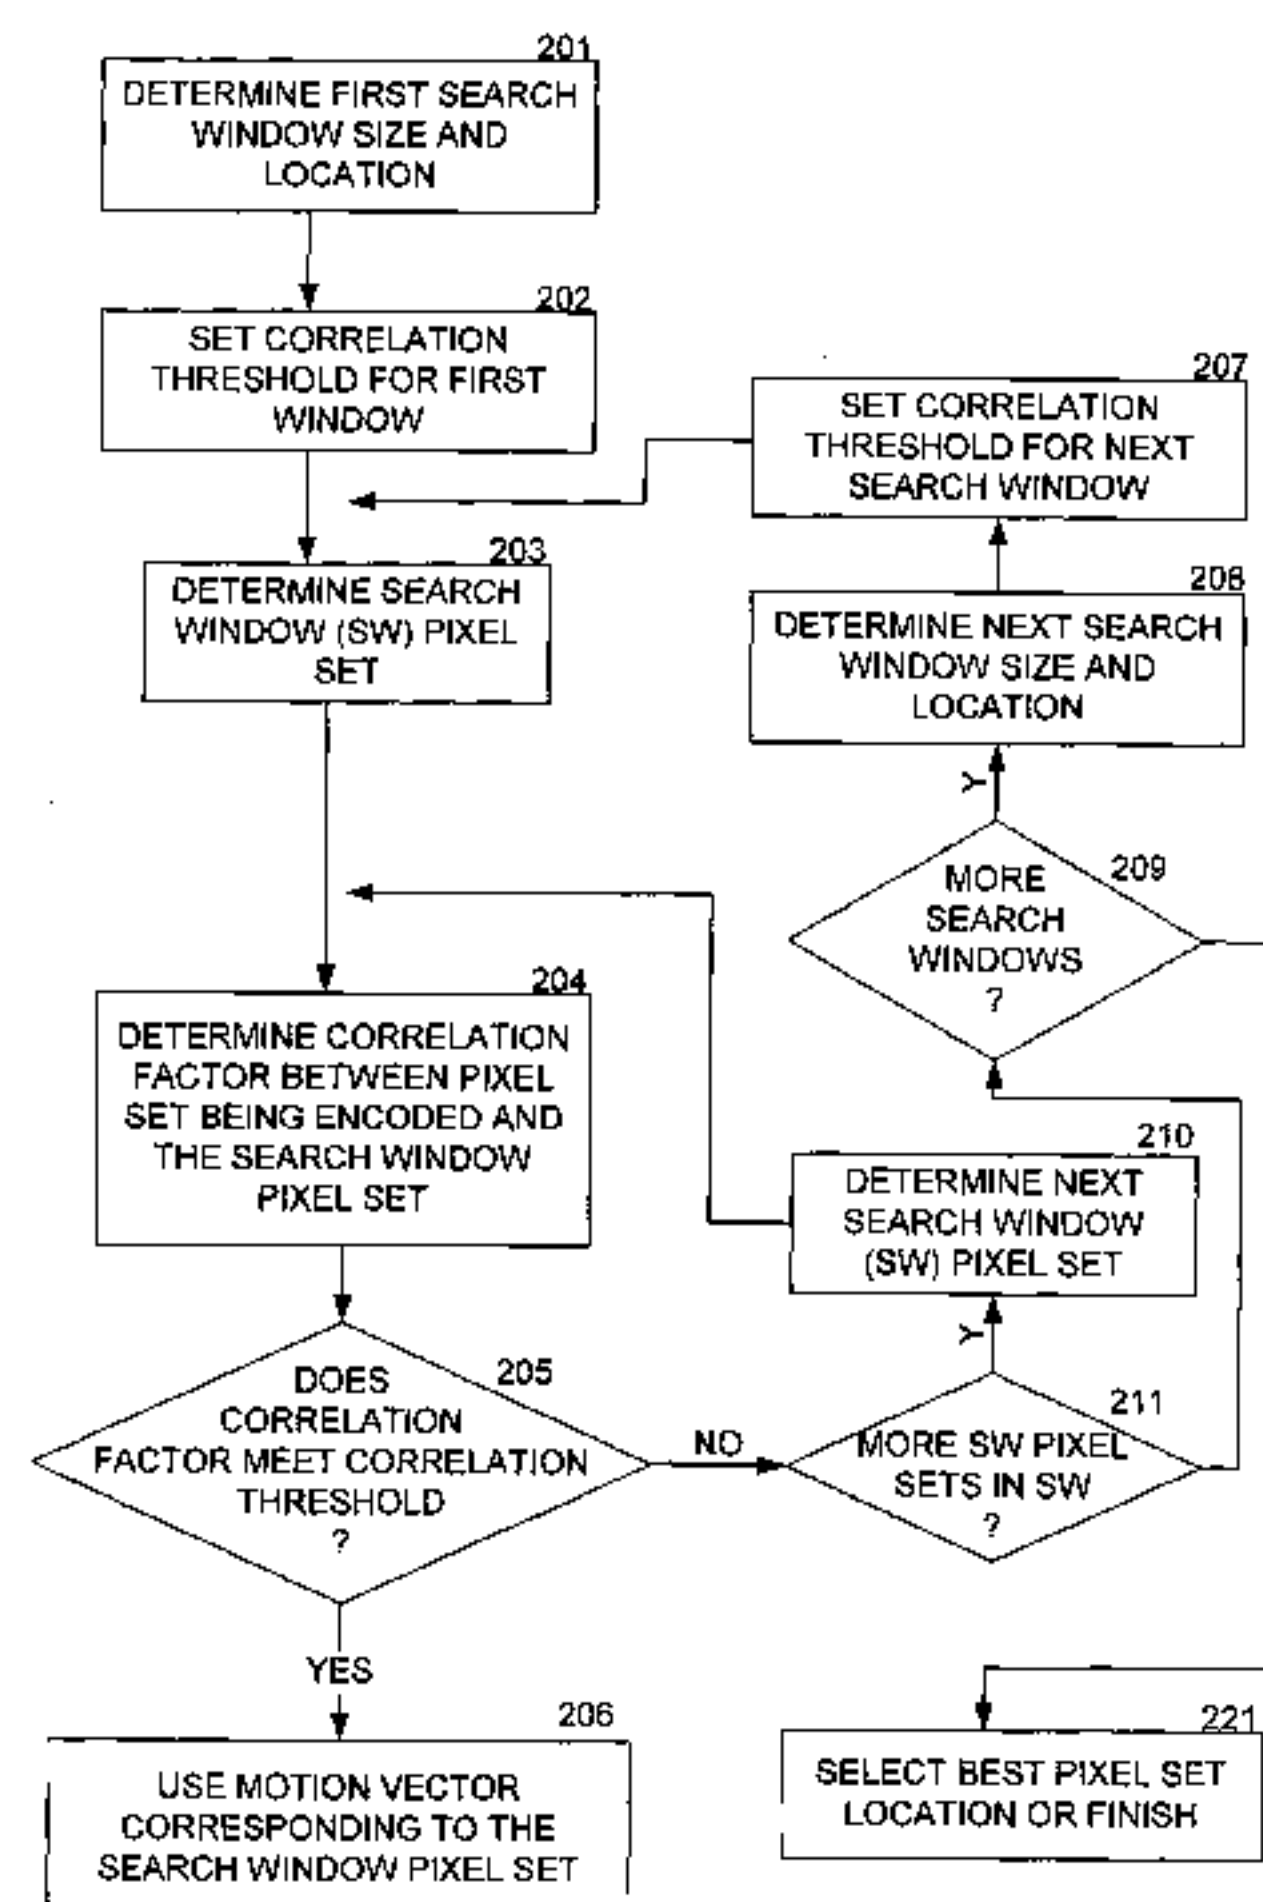 201
DETERMINE FIRST SEARCH
WINDOW SIZE AND
LOCATION
202
SET CORRELATION
THRESHOLD FOR FIRST
WINDOW
203
DETERMINE SEARCH
WINDOW (SW) PIXEL
SET
204
DETERMINE CORRELATION
FACTOR BETWEEN PIXEL
SET BEING ENCODED AND
THE SEARCH WINDOW
PIXEL SET
205
DOES
CORRELATION
FACTOR MEET CORRELATION
THRESHOLD
?
NO
YES
206
USE MOTION VECTOR
CORRESPONDING TO THE
SEARCH WINDOW PIXEL SET
207
SET CORRELATION
THRESHOLD FOR NEXT
SEARCH WINDOW
208
DETERMINE NEXT SEARCH
WINDOW SIZE AND
LOCATION
Y
209
MORE
SEARCH
WINDOWS
?
210
DETERMINE NEXT
SEARCH WINDOW
(SW) PIXEL SET
Y
211
MORE SW PIXEL
SETS IN SW
?
221
SELECT BEST PIXEL SET
LOCATION OR FINISH